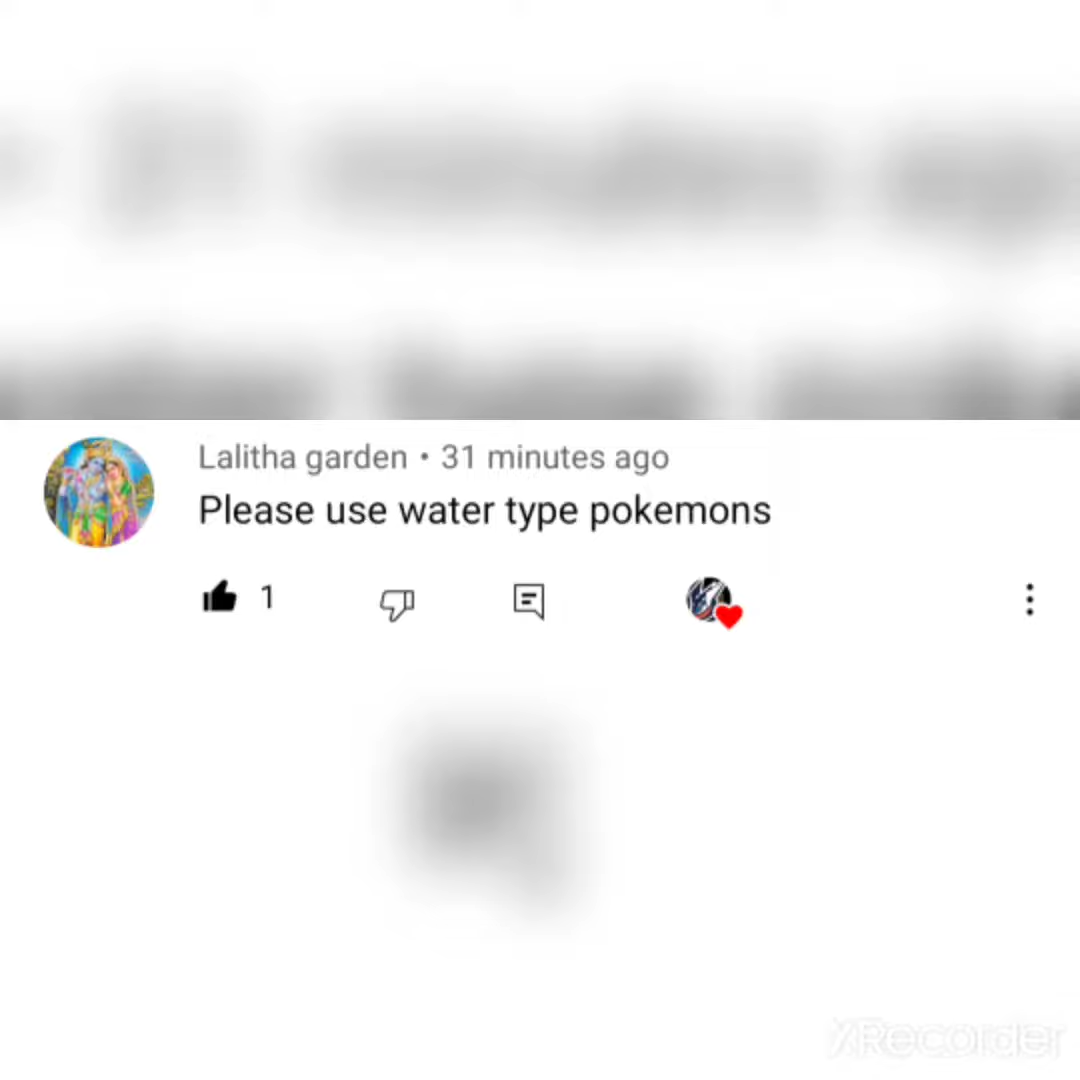 Lalitha garden • 31 minutes ago
Please use water type pokemons
1
XRecorder